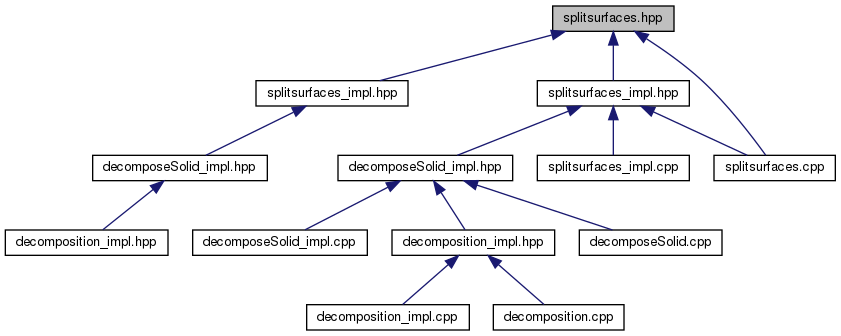 splitsurfaces.hpp
splitsurfaces_impl.hpp
splitsurfaces_impl.hpp
decomposeSolid_impl.hpp
decomposeSolid_impl.hpp
splitsurfaces_impl.cpp
splitsurfaces.cpp
decomposition_impl.hpp
decomposeSolid_impl.cpp
decomposition_impl.hpp
decomposeSolid.cpp
decomposition_impl.cpp
decomposition.cpp